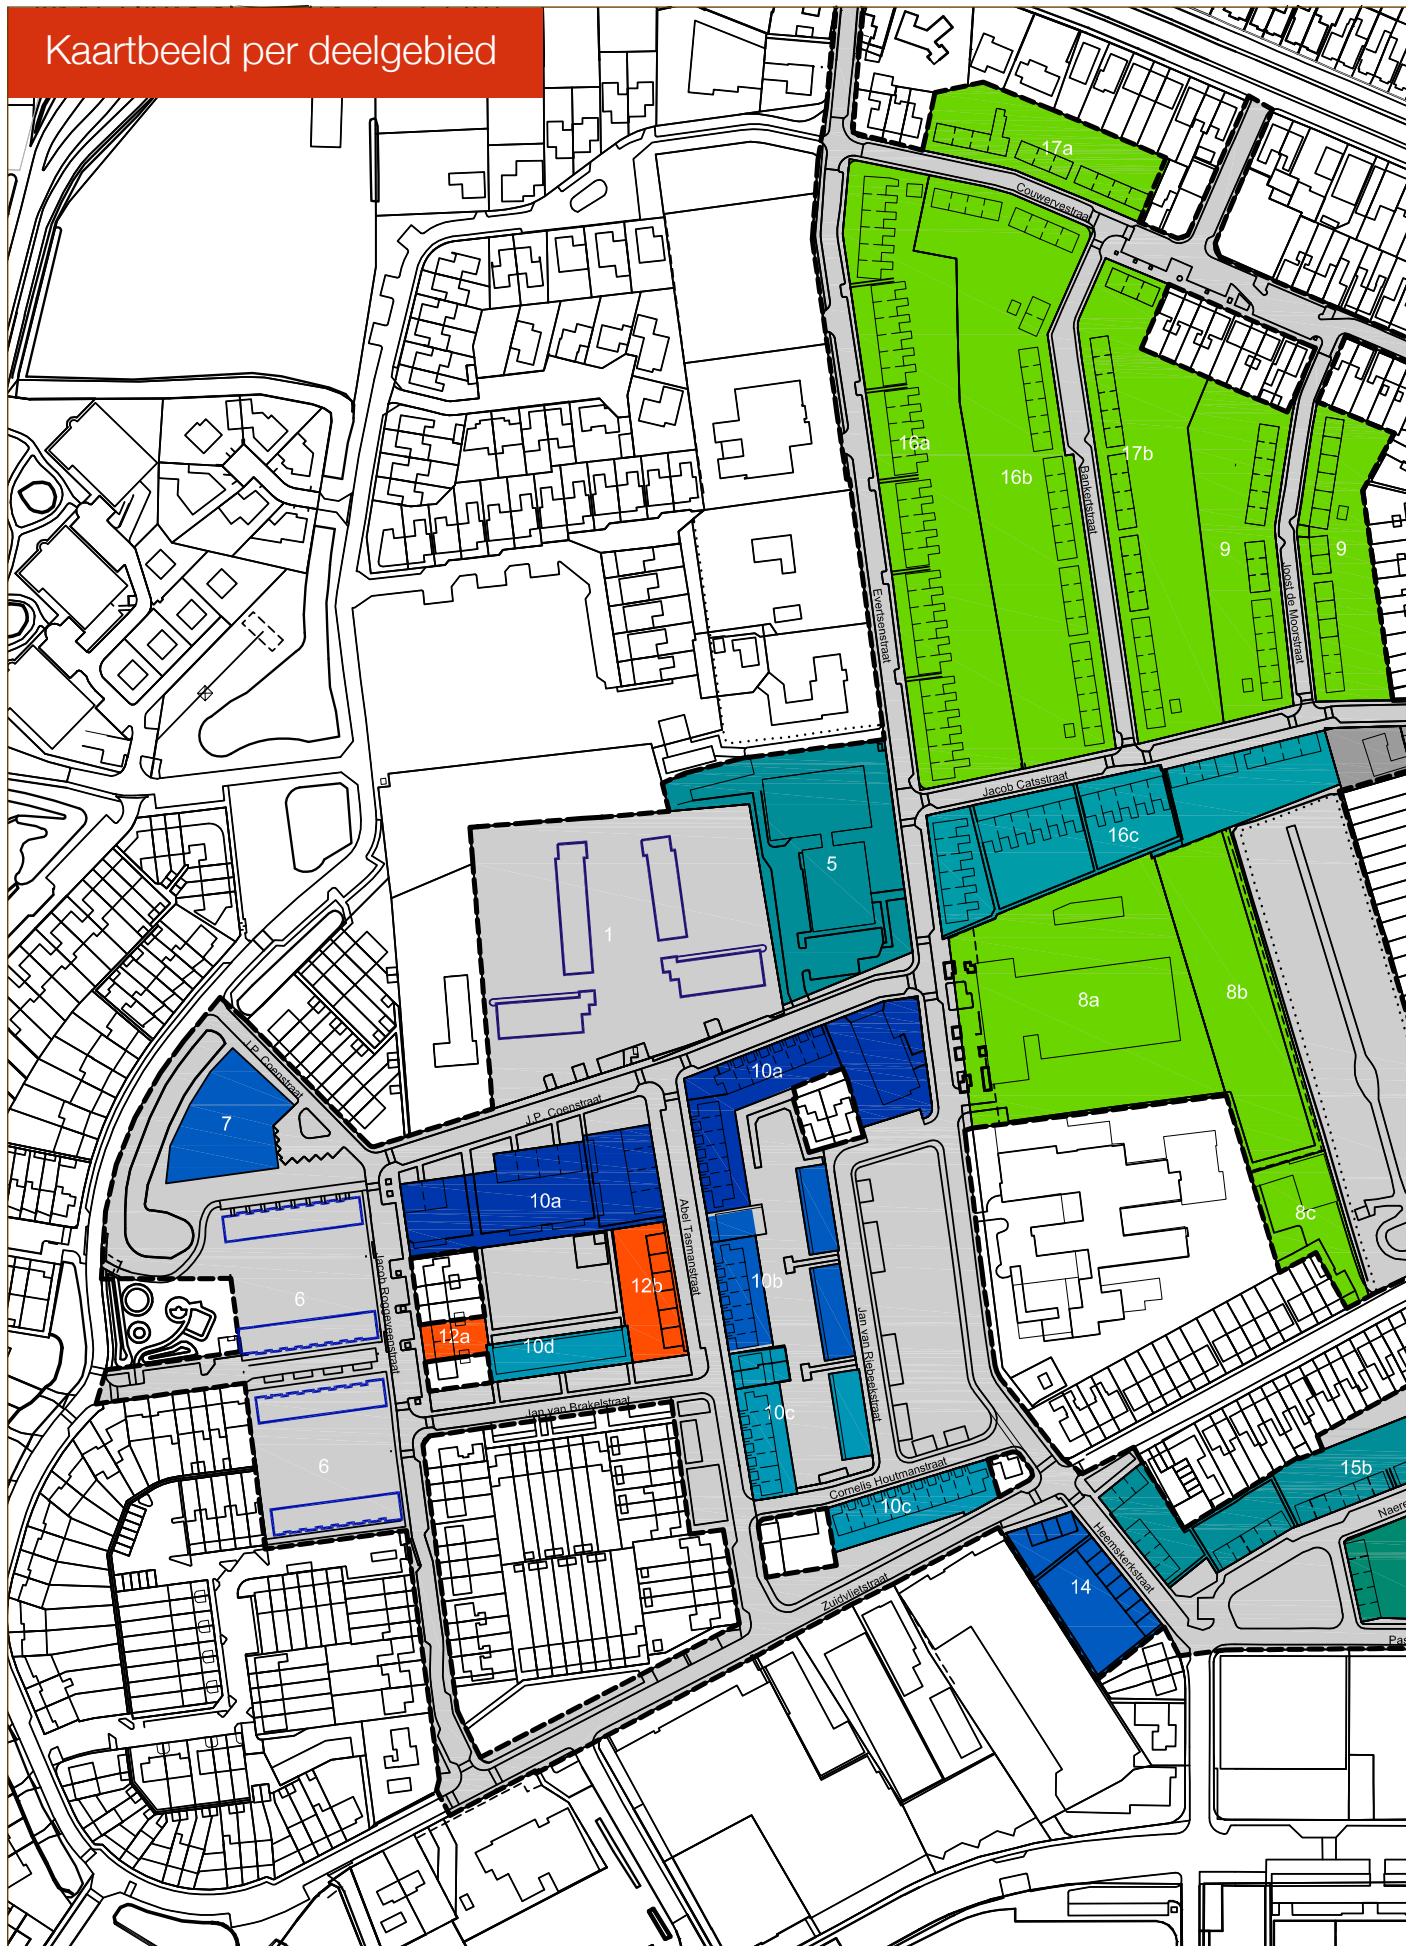 Kaartbeeld per deelgebied
17a
Couwervestraat
16a
16b
17b
Bankertstraat
9
9
Joost de Moorstraat
Evertsenstraat
Jacob Catsstraat
16c
5
1
8a
8b
8c
J.P. Coenstraat
7
J.P. Coenstraat
10a
10a
Abel Tasmanstraat
12b
10b
6
Jacob Roggeveenstraat
12a
10d
Jan van Riebeekstraat
Jan van Brakelstraat
10c
6
Cornelis Houtmanstraat
10c
15b
Naere
Heemskerkstraat
14
Zuidvlietstraat
Pas